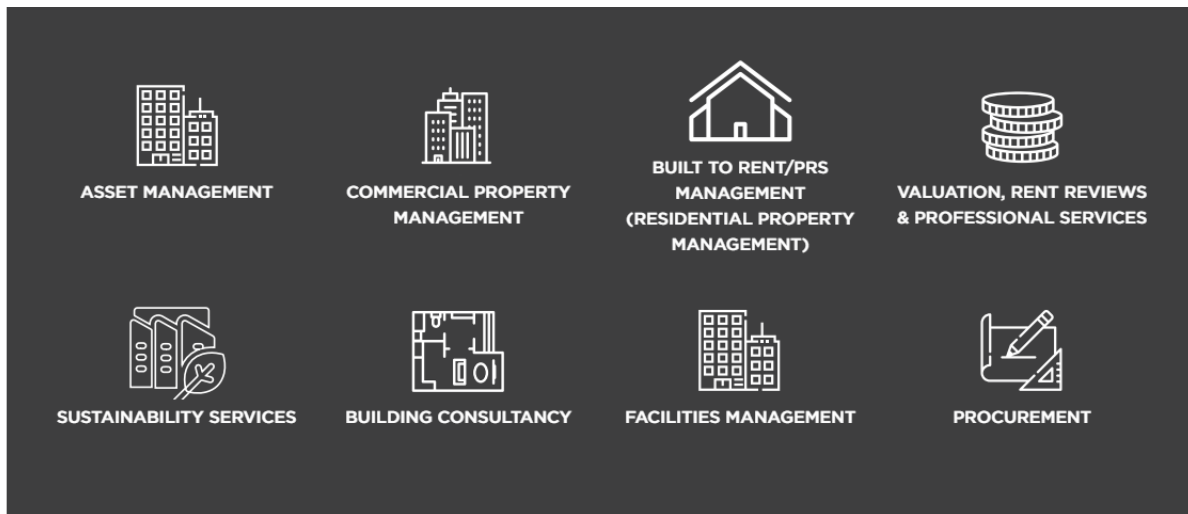 ASSET MANAGEMENT
COMMERCIAL PROPERTY
MANAGEMENT
BUILT TO RENT/PRS
MANAGEMENT
(RESIDENTIAL PROPERTY
MANAGEMENT)
VALUATION, RENT REVIEWS
& PROFESSIONAL SERVICES
SUSTAINABILITY SERVICES
BUILDING CONSULTANCY
FACILITIES MANAGEMENT
PROCUREMENT